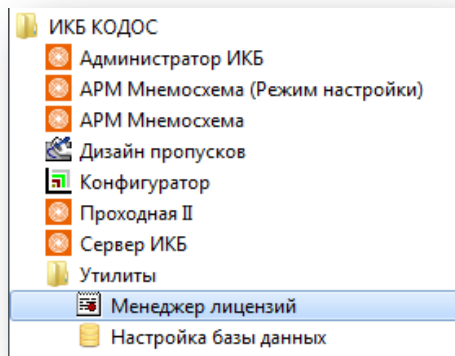 ИКБ КОДОС
Администратор ИКБ
АРМ Мнемосхема (Режим настройки)
АРМ Мнемосхема
Дизайн пропусков
Конфигуратор
Проходная II
Сервер ИКБ
Утилиты
Менеджер лицензий
Настройка базы данных